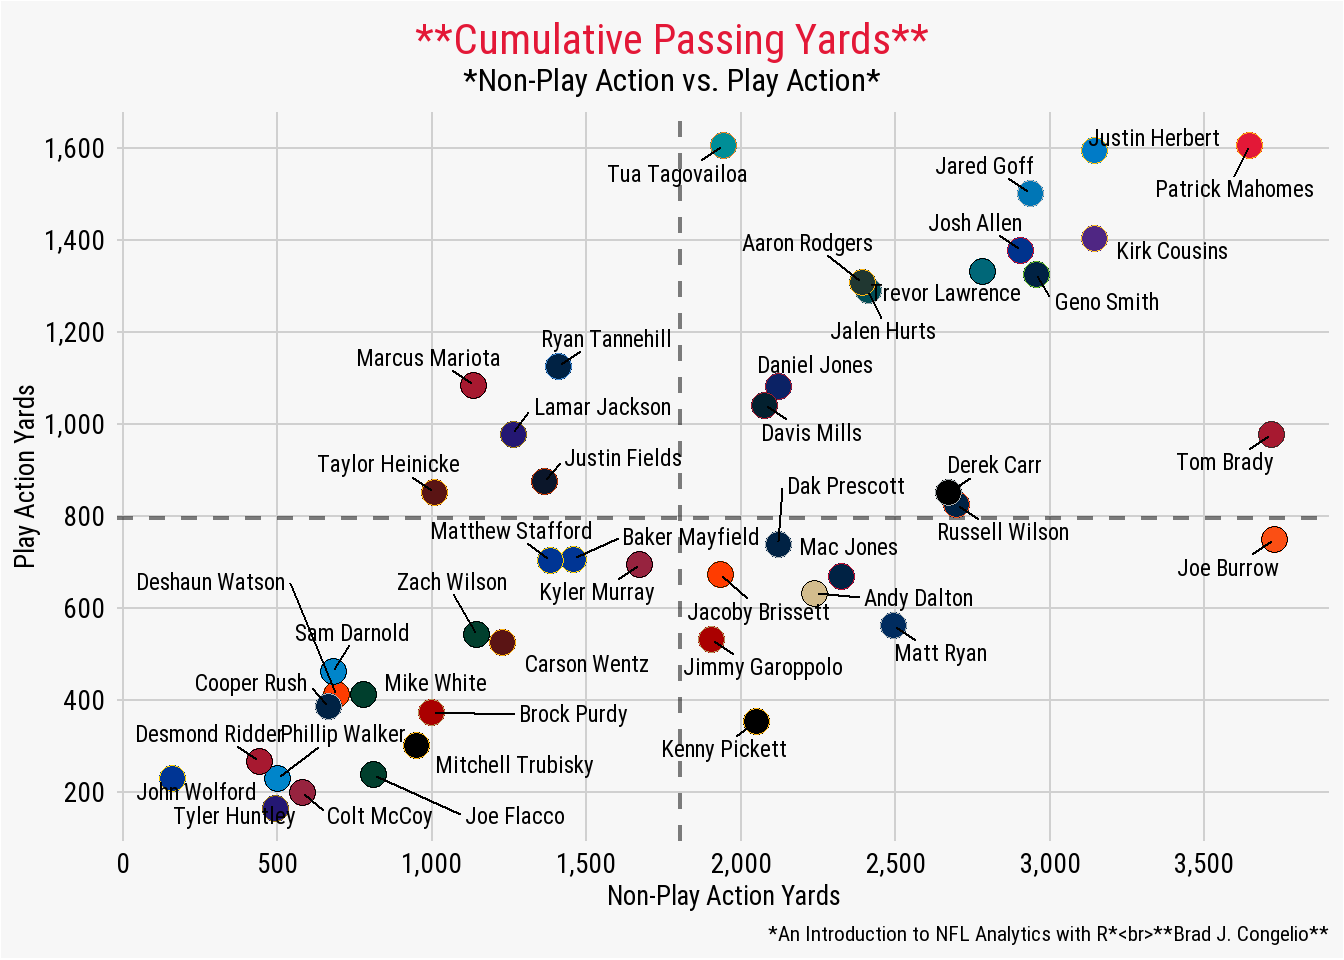 **Cumulative Passing Yards**
*Non-Play Action vs. Play Action*
Play Action Yards
1,600
1,400
1,200
1,000
800
600
400
200
Justin Herbert
Tua Tagovailoa
Jared Goff
Patrick Mahomes
Josh Allen
Aaron Rodgers
Kirk Cousins
Trevor Lawrence
Geno Smith
Jalen Hurts
Ryan Tannehill
Marcus Mariota
Daniel Jones
Lamar Jackson
Davis Mills
Justin Fields
Taylor Heinicke
Tom Brady
Derek Carr
Dak Prescott
Matthew Stafford
Baker Mayfield
Russell Wilson
Mac Jones
Joe Burrow
Deshaun Watson
Zach Wilson
Kyler Murray
Andy Dalton
Jacoby Brissett
Sam Darnold
Matt Ryan
Carson Wentz
Jimmy Garoppolo
Cooper Rush
Mike White
Brock Purdy
Desmond Ridder
Phillip Walker
Kenny Pickett
Mitchell Trubisky
John Wolford
Tyler Huntley
Colt McCoy
Joe Flacco
0
500
1,000
1,500
2,000
2,500
3,000
3,500
Non-Play Action Yards
*An Introduction to NFL Analytics with R*<br>**Brad J. Congelio**